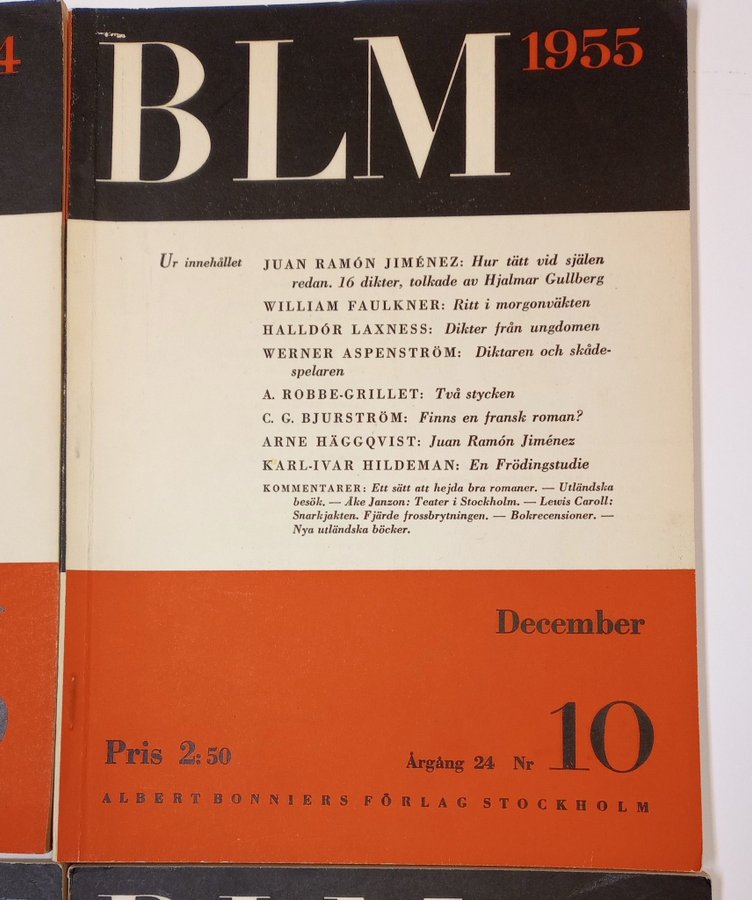 BLM 1955
Ur innehållet JUAN RAMÓN JIMÉNEZ: Hur tätt vid själen
redan. 16 dikter, tolkade av Hjalmar Gullberg
WILLIAM FAULKNER: Ritt i morgonväkten
HALLDÓR LAXNESS: Dikter från ungdomen
WERNER ASPENSTRÖM: Diktaren och skåde-
spelaren
A. ROBBE-GRILLET: Två stycken
C. G. BJURSTRÖM: Finns en fransk roman?
ARNE HÄGGQVIST: Juan Ramón Jiménez
KARL-IVAR HILDEMAN: En Frödingstudie
KOMMENTARER: Ett sätt att hejda bra romaner. — Utländska
besök. — Åke Janzon: Teater i Stockholm. — Lewis Caroll:
Snarkjakten. Fjärde frossbrytningen. — Bokrecensioner. —
Nya utländska böcker.
December
Pris 2:50 Årgång 24 Nr 10
ALBERT BONNIERS FÖRLAG STOCKHOLM
4